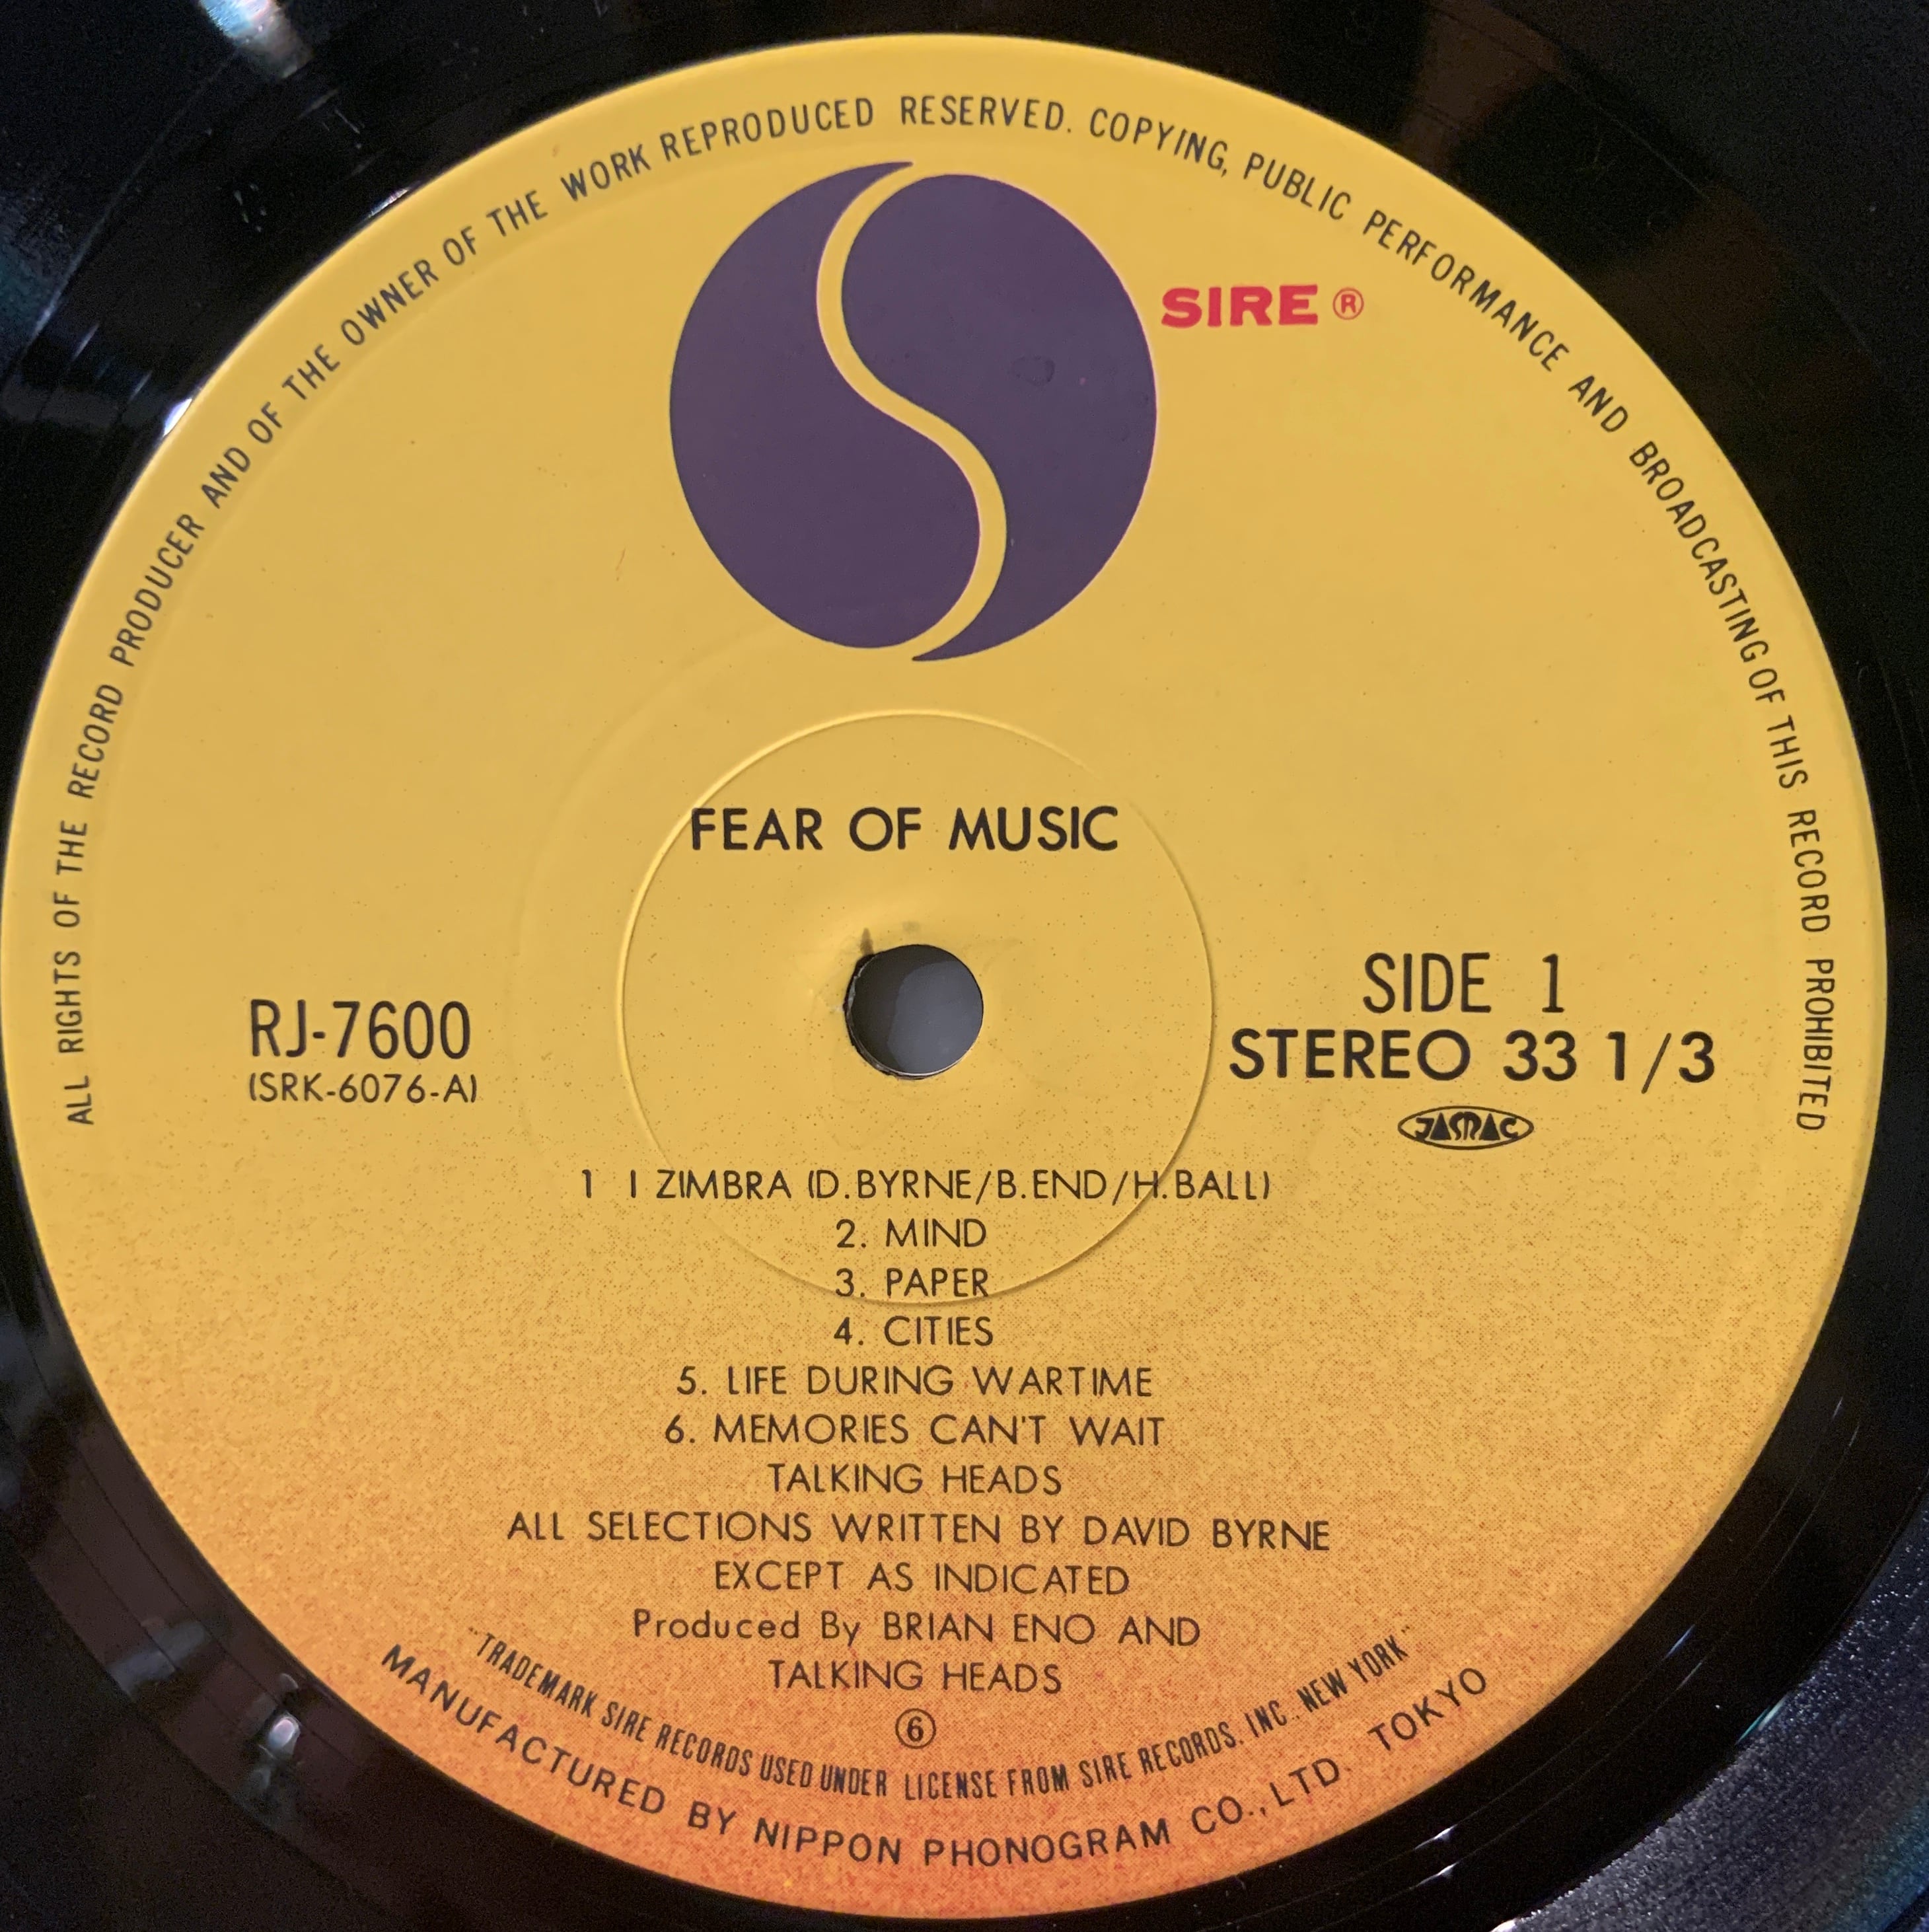 ALL RIGHTS OF THE RECORD PRODUCER AND OF THE OWNER OF THE WORK REPRODUCED RESERVED. COPYING, PUBLIC PERFORMANCE AND BROADCASTING OF THIS RECORD PROHIBITED
SIRE ®
FEAR OF MUSIC
RJ-7600
(SRK-6076-A)
SIDE 1
STEREO 33 1/3
JASRAC
1 I ZIMBRA (D.BYRNE/B.END/H.BALL)
2. MIND
3. PAPER
4. CITIES
5. LIFE DURING WARTIME
6. MEMORIES CAN'T WAIT
TALKING HEADS
ALL SELECTIONS WRITTEN BY DAVID BYRNE
EXCEPT AS INDICATED
Produced By BRIAN ENO AND
TALKING HEADS
⑥
"TRADEMARK SIRE RECORDS USED UNDER LICENSE FROM SIRE RECORDS. INC. NEW YORK"
MANUFACTURED BY NIPPON PHONOGRAM CO., LTD. TOKYO